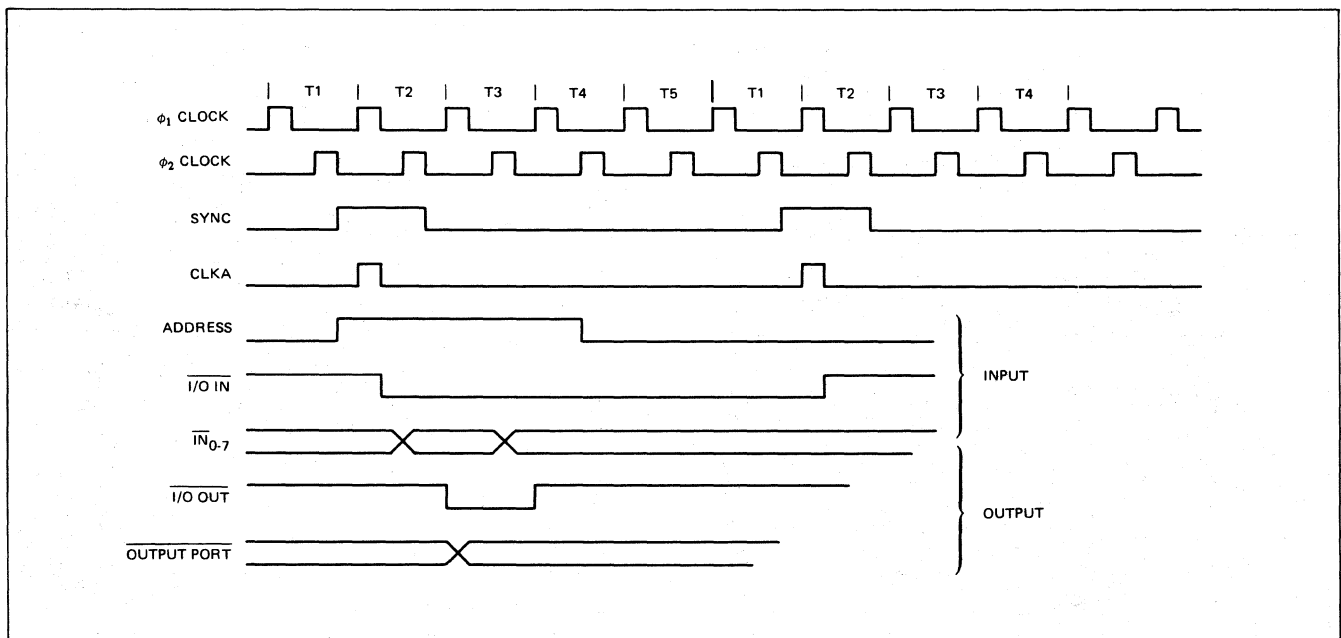 | T1 | T2 | T3 | T4 | T5 | T1 | T2 | T3 | T4 |
ϕ₁ CLOCK
ϕ₂ CLOCK
SYNC
CLKA
ADDRESS
I/O IN
INPUT
IN₀₋₇
I/O OUT
OUTPUT
OUTPUT PORT